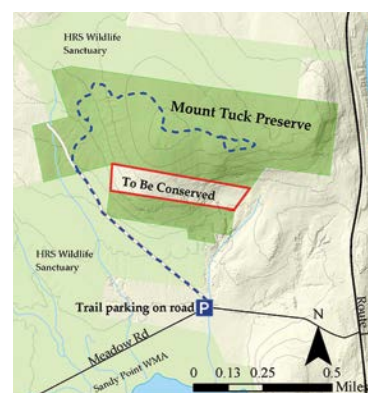 HRS Wildlife
Sanctuary
Mount Tuck Preserve
To Be Conserved
HRS Wildlife
Sanctuary
Trail parking on road
P
N
Route
Meadow Rd
Sandy Point WMA
0 0.13 0.25 0.5
Miles